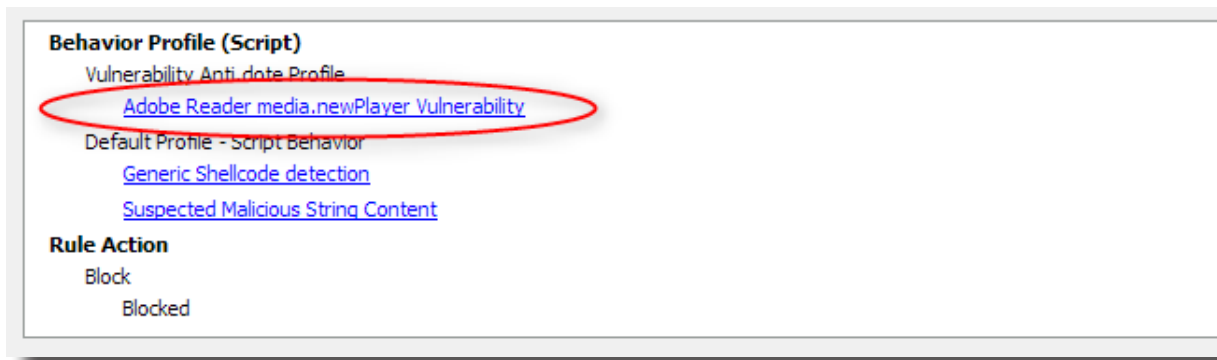 Behavior Profile (Script)
Vulnerability Anti.dote Profile
Adobe Reader media.newPlayer Vulnerability
Default Profile - Script Behavior
Generic Shellcode detection
Suspected Malicious String Content
Rule Action
Block
Blocked